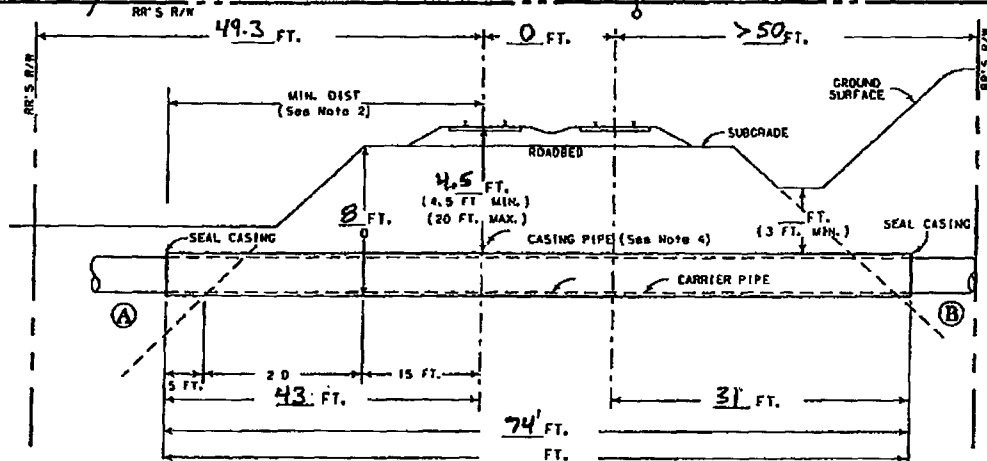 RR'S R/W
49.3 FT. 0 FT. >50 FT.
RR'S R/W
RR'S R/W
MIN. DIST
(See Note 2)
GROUND
SURFACE
SUBGRADE
ROADBED
4.5 FT.
(4.5 FT MIN.)
(20 FT. MAX.)
8 FT.
D
FT.
(3 FT. MIN.)
SEAL CASING
CASING PIPE (See Note 4)
SEAL CASING
CARRIER PIPE
A
B
5 FT. 2 D 15 FT.
43 FT. 31 FT.
74' FT.
FT.